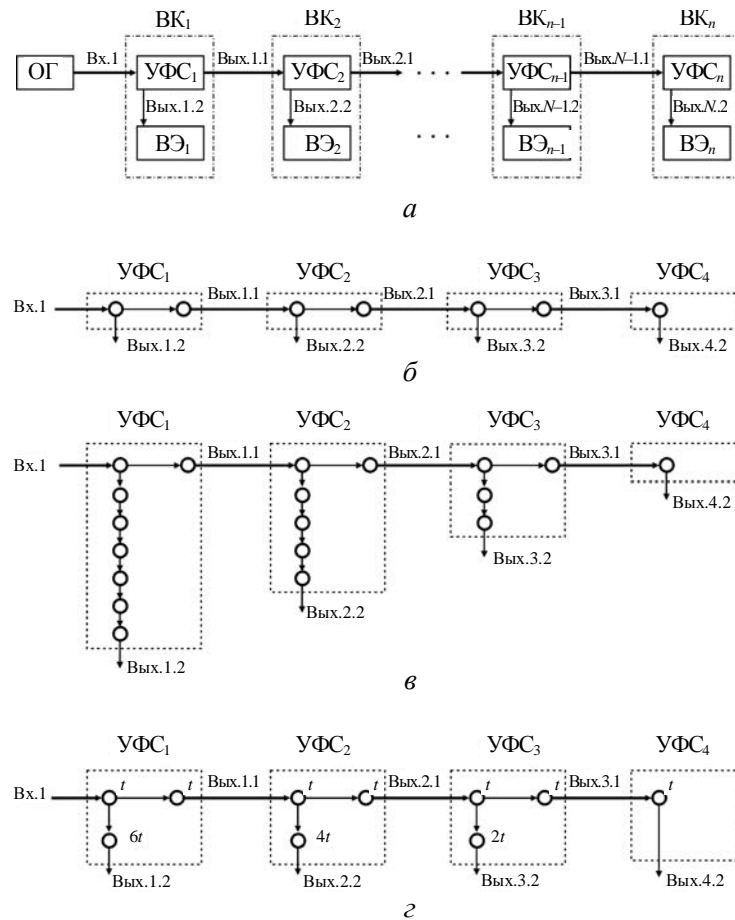 ВК₁ ВК₂ ВКₙ₋₁ ВКₙ
ОГ Вх.1 УФС₁ Вых.1.1 УФС₂ Вых.2.1 · · · УФСₙ₋₁ Вых.N–1.1 УФСₙ
Вых.1.2 Вых.2.2 Вых.N–1.2 Вых.N.2
ВЭ₁ ВЭ₂ · · · ВЭₙ₋₁ ВЭₙ
а
УФС₁ УФС₂ УФС₃ УФС₄
Вх.1 Вых.1.1 Вых.2.1 Вых.3.1
Вых.1.2 Вых.2.2 Вых.3.2 Вых.4.2
б
УФС₁ УФС₂ УФС₃ УФС₄
Вх.1 Вых.1.1 Вых.2.1 Вых.3.1
Вых.4.2
Вых.3.2
Вых.2.2
Вых.1.2
в
УФС₁ УФС₂ УФС₃ УФС₄
Вх.1 t t Вых.1.1 t t Вых.2.1 t t Вых.3.1 t
6t 4t 2t
Вых.1.2 Вых.2.2 Вых.3.2 Вых.4.2
г